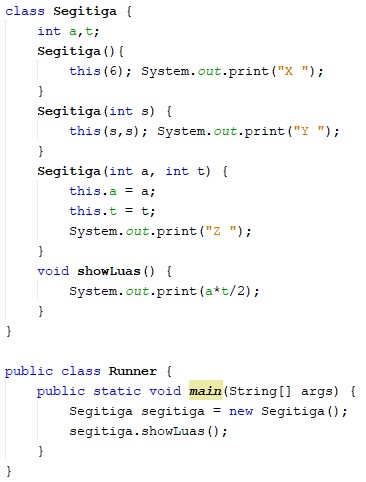 class Segitiga {
    int a,t;
    Segitiga(){
        this(6); System.out.print("X ");
    }
    Segitiga(int s) {
        this(s,s); System.out.print("Y ");
    }
    Segitiga(int a, int t) {
        this.a = a;
        this.t = t;
        System.out.print("Z ");
    }
    void showLuas() {
        System.out.print(a*t/2);
    }
}

public class Runner {
    public static void main(String[] args) {
        Segitiga segitiga = new Segitiga();
        segitiga.showLuas();
    }
}